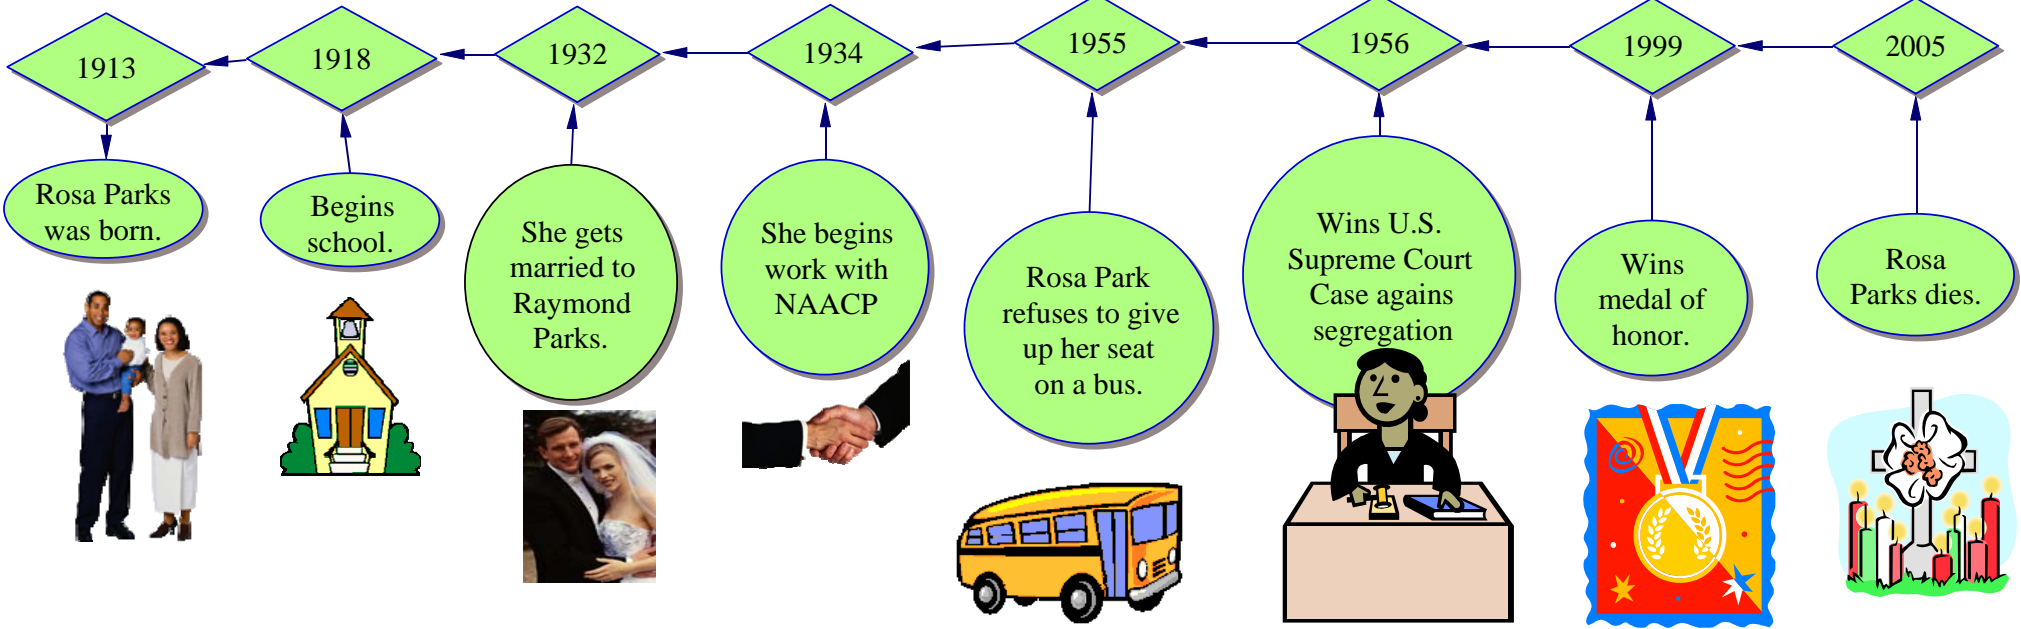 1913
1918
1932
1934
1955
1956
1999
2005
Rosa Parks
was born.
Begins
school.
She gets
married to
Raymond
Parks.
She begins
work with
NAACP
Rosa Park
refuses to give
up her seat
on a bus.
Wins U.S.
Supreme Court
Case agains
segregation
Wins
medal of
honor.
Rosa
Parks dies.